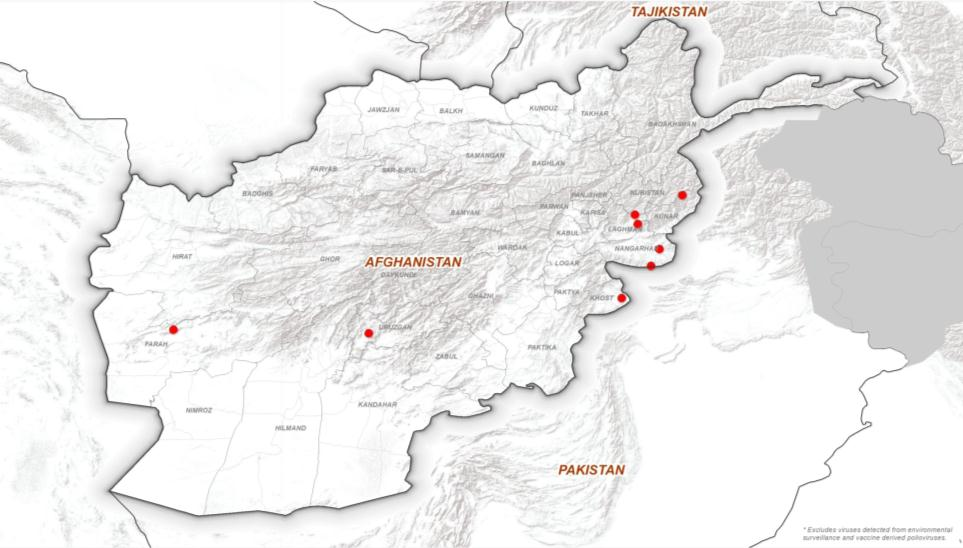 TAJIKISTAN
JAWZJAN
BALKH
KUNDUZ
TAKHAR
BADAKHSHAN
SAMANGAN
BAGHLAN
FARYAB
SAR-E-PUL
BADGHIS
PANJSHER
NURISTAN
PARWAN
KAPISA
KUNAR
BAMYAN
LAGHMAN
KABUL
WARDAK
NANGARHAR
HIRAT
GHOR
AFGHANISTAN
LOGAR
DAYKUNDI
GHAZNI
PAKTYA
KHOST
URUZGAN
FARAH
PAKTIKA
ZABUL
NIMROZ
KANDAHAR
HILMAND
PAKISTAN
* Excludes viruses detected from environmental
surveillance and vaccine derived polioviruses.